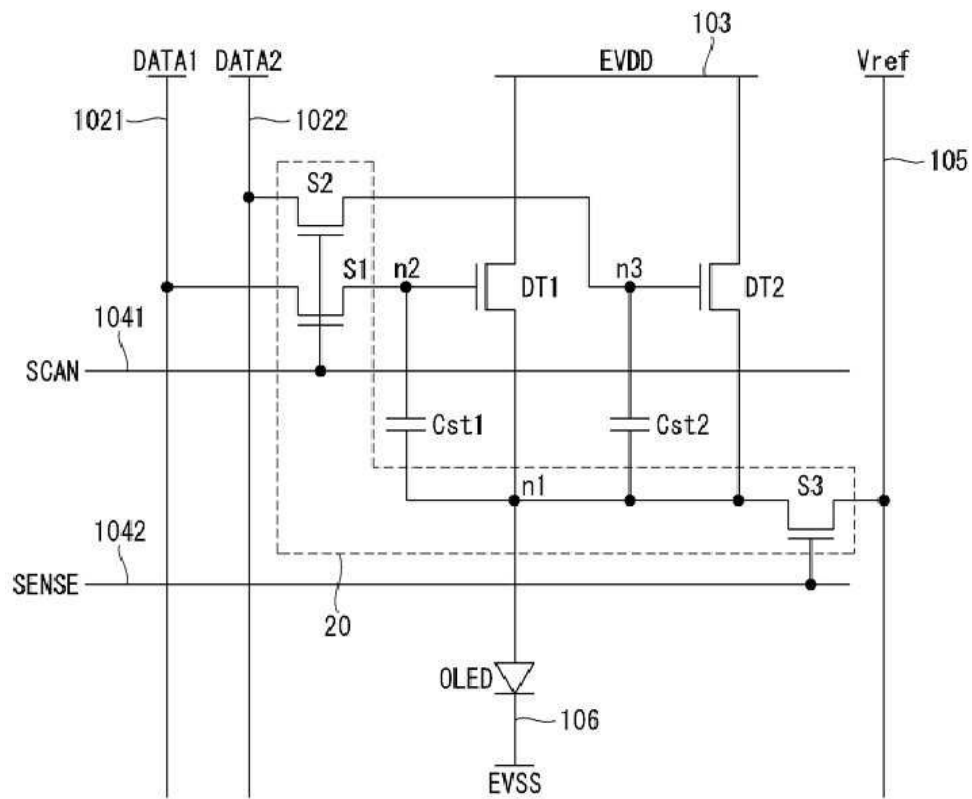 103
DATA1 DATA2 EVDD Vref
1021 1022
105
S2
S1 n2 DT1 n3 DT2
1041
SCAN
Cst1 Cst2
n1 S3
1042
SENSE
20
OLED
106
EVSS